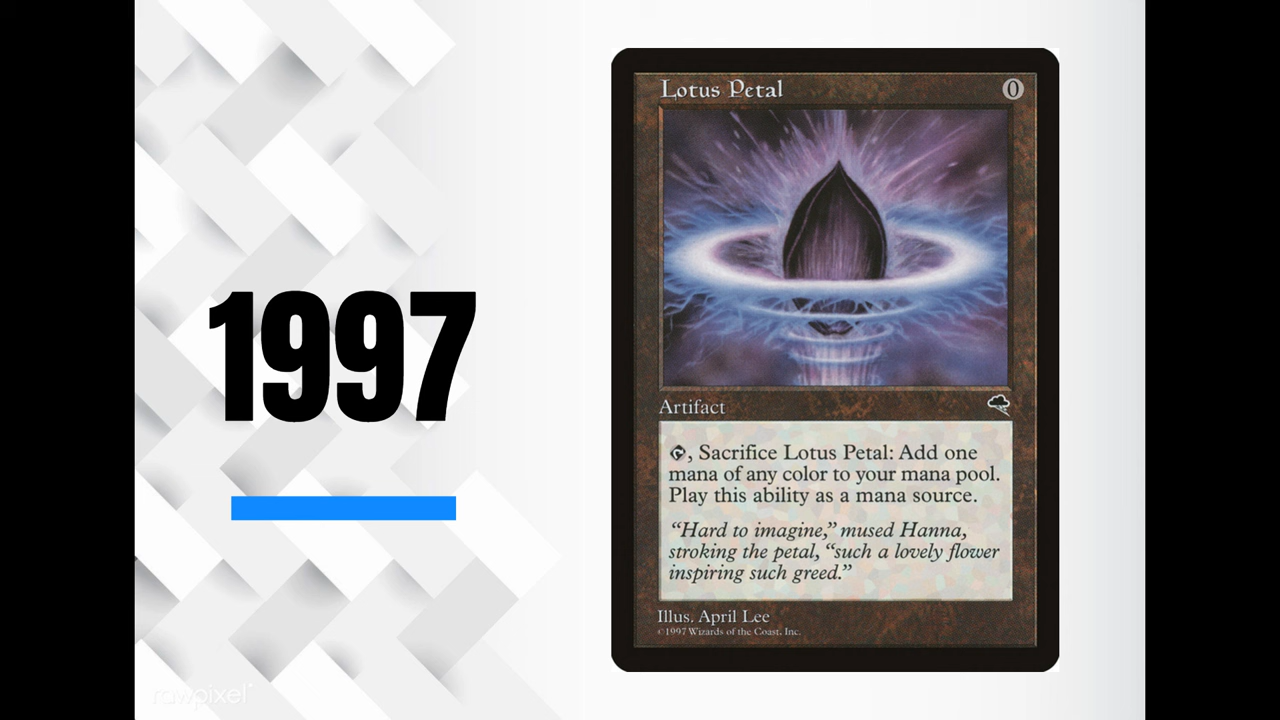 1997
Lotus Petal 0
Artifact
, Sacrifice Lotus Petal: Add one
mana of any color to your mana pool.
Play this ability as a mana source.
“Hard to imagine,” mused Hanna,
stroking the petal, “such a lovely flower
inspiring such greed.”
Illus. April Lee
©1997 Wizards of the Coast, Inc.
rawpixel